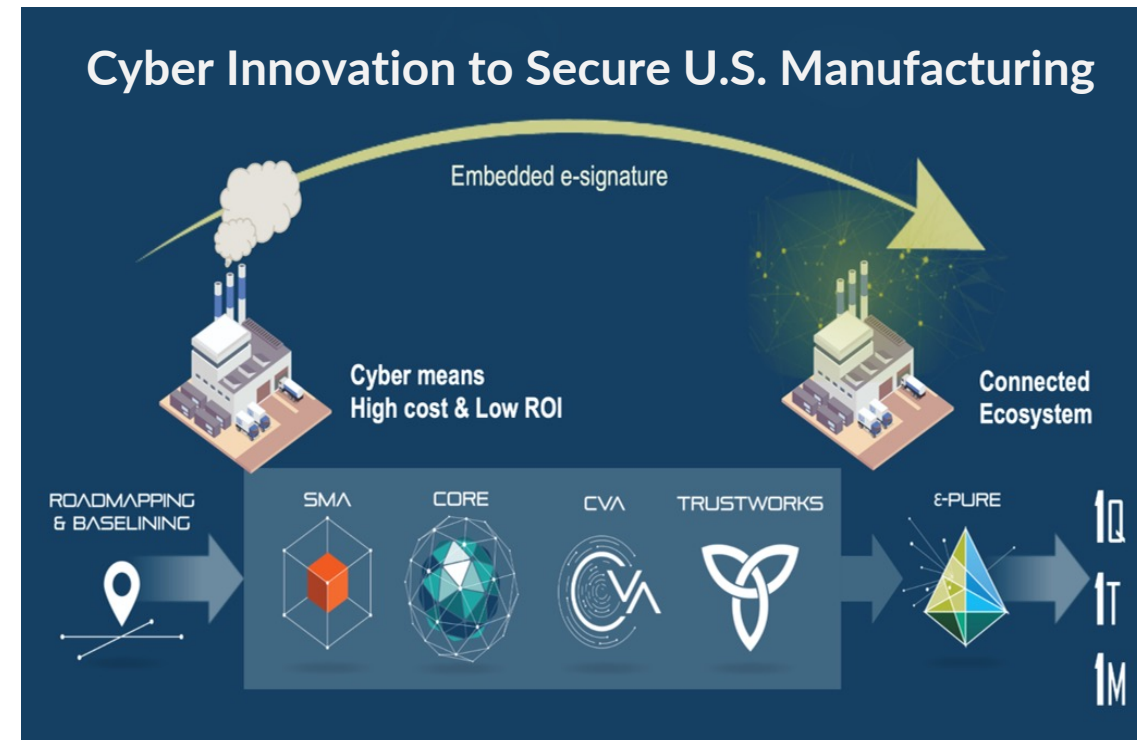 Cyber Innovation to Secure U.S. Manufacturing
Embedded e-signature
Cyber means
High cost & Low ROI
Connected
Ecosystem
ROADMAPPING
& BASELINING
SMA
CORE
CVA
TRUSTWORKS
ε-PURE
CVA
1Q
1T
1M